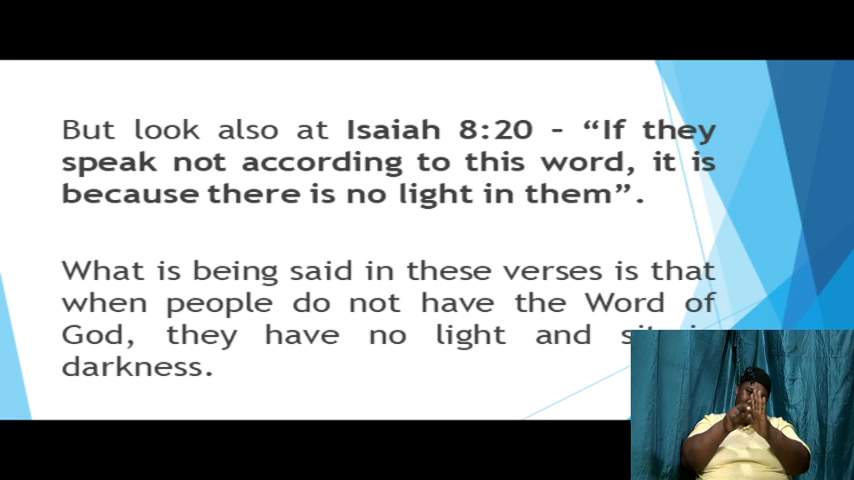 But look also at Isaiah 8:20 – “If they
speak not according to this word, it is
because there is no light in them”.
What is being said in these verses is that
when people do not have the Word of
God, they have no light and
darkness.